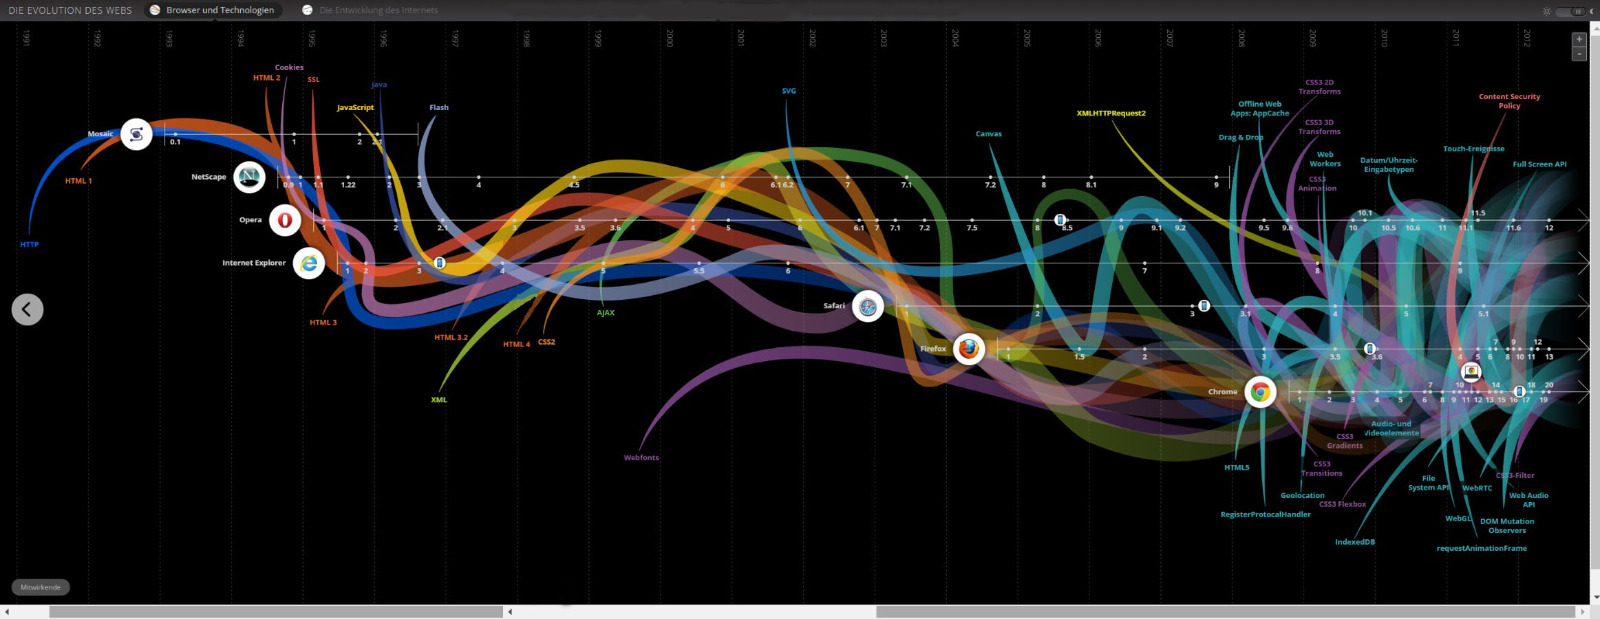 DIE EVOLUTION DES WEBS
Browser und Technologien
Die Entwicklung des Internets
1991 1992 1993 1994 1995 1996 1997 1998 1999 2000 2001 2002 2003 2004 2005 2006 2007 2008 2009 2010 2011 2012
+
-
Cookies
HTML 2
SSL
Java
JavaScript
Flash
SVG
Canvas
XMLHTTPRequest2
Offline Web
Apps: AppCache
Drag & Drop
CSS3 2D
Transforms
CSS3 3D
Transforms
Web
Workers
CSS3
Animation
Datum/Uhrzeit-
Eingabetypen
Content Security
Policy
Touch-Ereignisse
Full Screen API
Mosaic
0.1 1 2 2.1
HTML 1
NetScape
0.9 1 1.1 1.22 2 3 4 4.5 6 6.1 6.2 7 7.1 7.2 8 8.1 9
Opera
1 2 2.1 3 3.5 3.6 4 5 6 6.1 7 7.1 7.2 7.5 8 8.5 9 9.1 9.2 9.5 9.6 10 10.1 10.5 10.6 11 11.1 11.5 11.6 12
HTTP
Internet Explorer
1 2 3 4 5 5.5 6 7 8 9
Safari
1 2 3 3.1 4 5 5.1
HTML 3
HTML 3.2
HTML 4
CSS2
AJAX
Firefox
1 1.5 2 3 3.5 3.6 4 5 6 7 8 9 10 11 12 13
Chrome
1 2 3 4 5 6 7 8 9 10 11 12 13 14 15 16 17 18 19 20
XML
Webfonts
Audio- und
Videoelemente
CSS3
Gradients
HTML5
CSS3
Transitions
Geolocation
CSS3 Flexbox
RegisterProtocalHandler
IndexedDB
File
System API
WebRTC
CSS3-Filter
Web Audio
API
WebGL
DOM Mutation
Observers
requestAnimationFrame
Mitwirkende